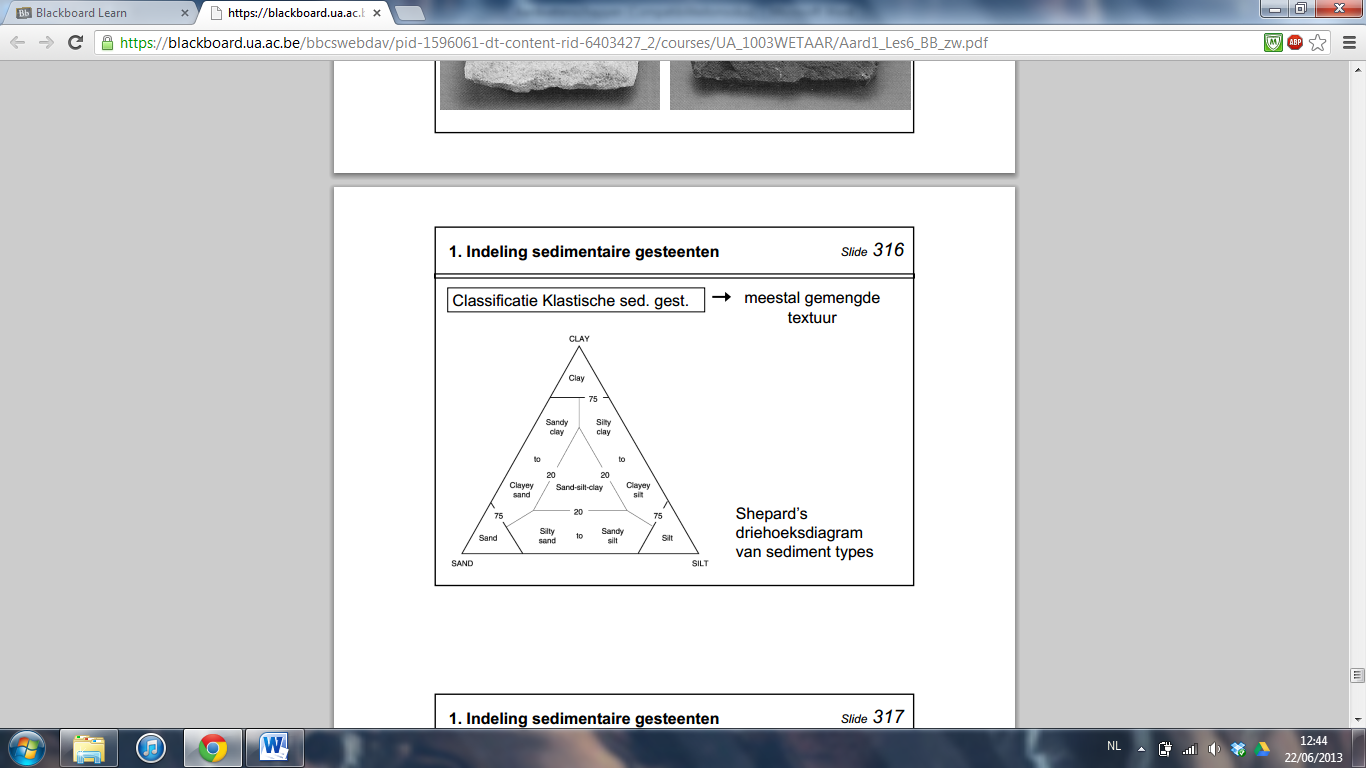 Blackboard Learn
https://blackboard.ua.ac.b
https://blackboard.ua.ac.be/bbcswebdav/pid-1596061-dt-content-rid-6403427_2/courses/UA_1003WETAAR/Aard1_Les6_BB_zw.pdf
1. Indeling sedimentaire gesteenten
Slide 316
Classificatie Klastische sed. gest.
→ meestal gemengde
textuur
CLAY
Clay
75
Sandy
clay
Silty
clay
to
to
20
20
Clayey
sand
Sand-silt-clay
Clayey
silt
75
20
75
Sand
Silty
sand
to
Sandy
silt
Silt
SAND
SILT
Shepard's
driehoeksdiagram
van sediment types
1. Indeling sedimentaire gesteenten
Slide 317
NL
12:44
22/06/2013